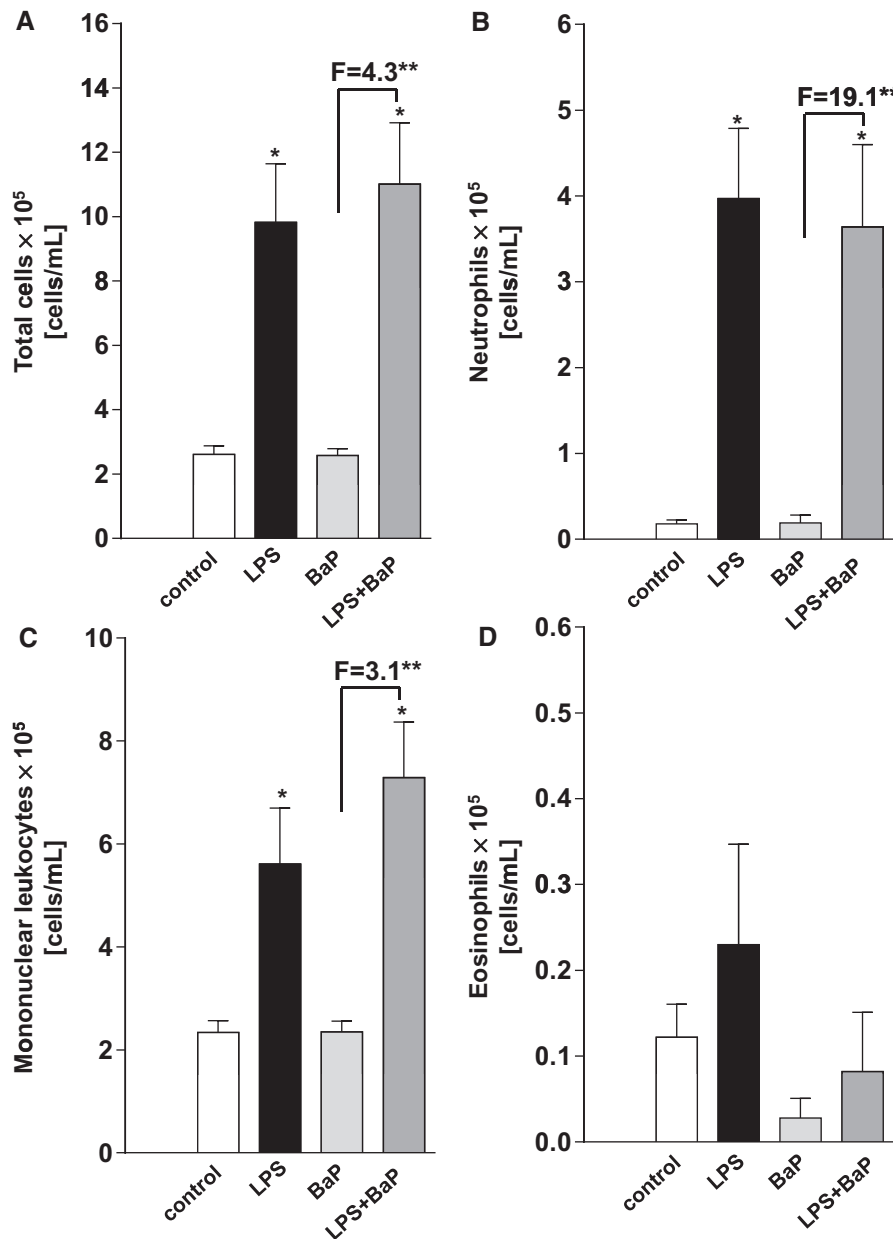 A
Total cells × 10⁵
[cells/mL]
16
14
12
10
8
6
4
2
0
F=4.3**
*
*
control
LPS
BaP
LPS+BaP
B
Neutrophils × 10⁵
[cells/mL]
6
5
4
3
2
1
0
F=19.1**
*
*
control
LPS
BaP
LPS+BaP
C
Mononuclear leukocytes × 10⁵
[cells/mL]
10
8
6
4
2
0
F=3.1**
*
*
control
LPS
BaP
LPS+BaP
D
Eosinophils × 10⁵
[cells/mL]
0.6
0.5
0.4
0.3
0.2
0.1
0.0
control
LPS
BaP
LPS+BaP